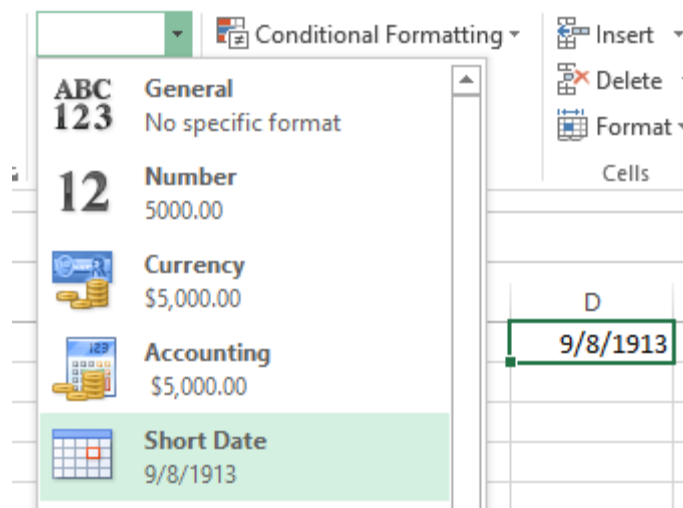 Conditional Formatting
Insert
Delete
Format
Cells
ABC
123
General
No specific format
12
Number
5000.00
Currency
$5,000.00
123
Accounting
$5,000.00
Short Date
9/8/1913
D
9/8/1913